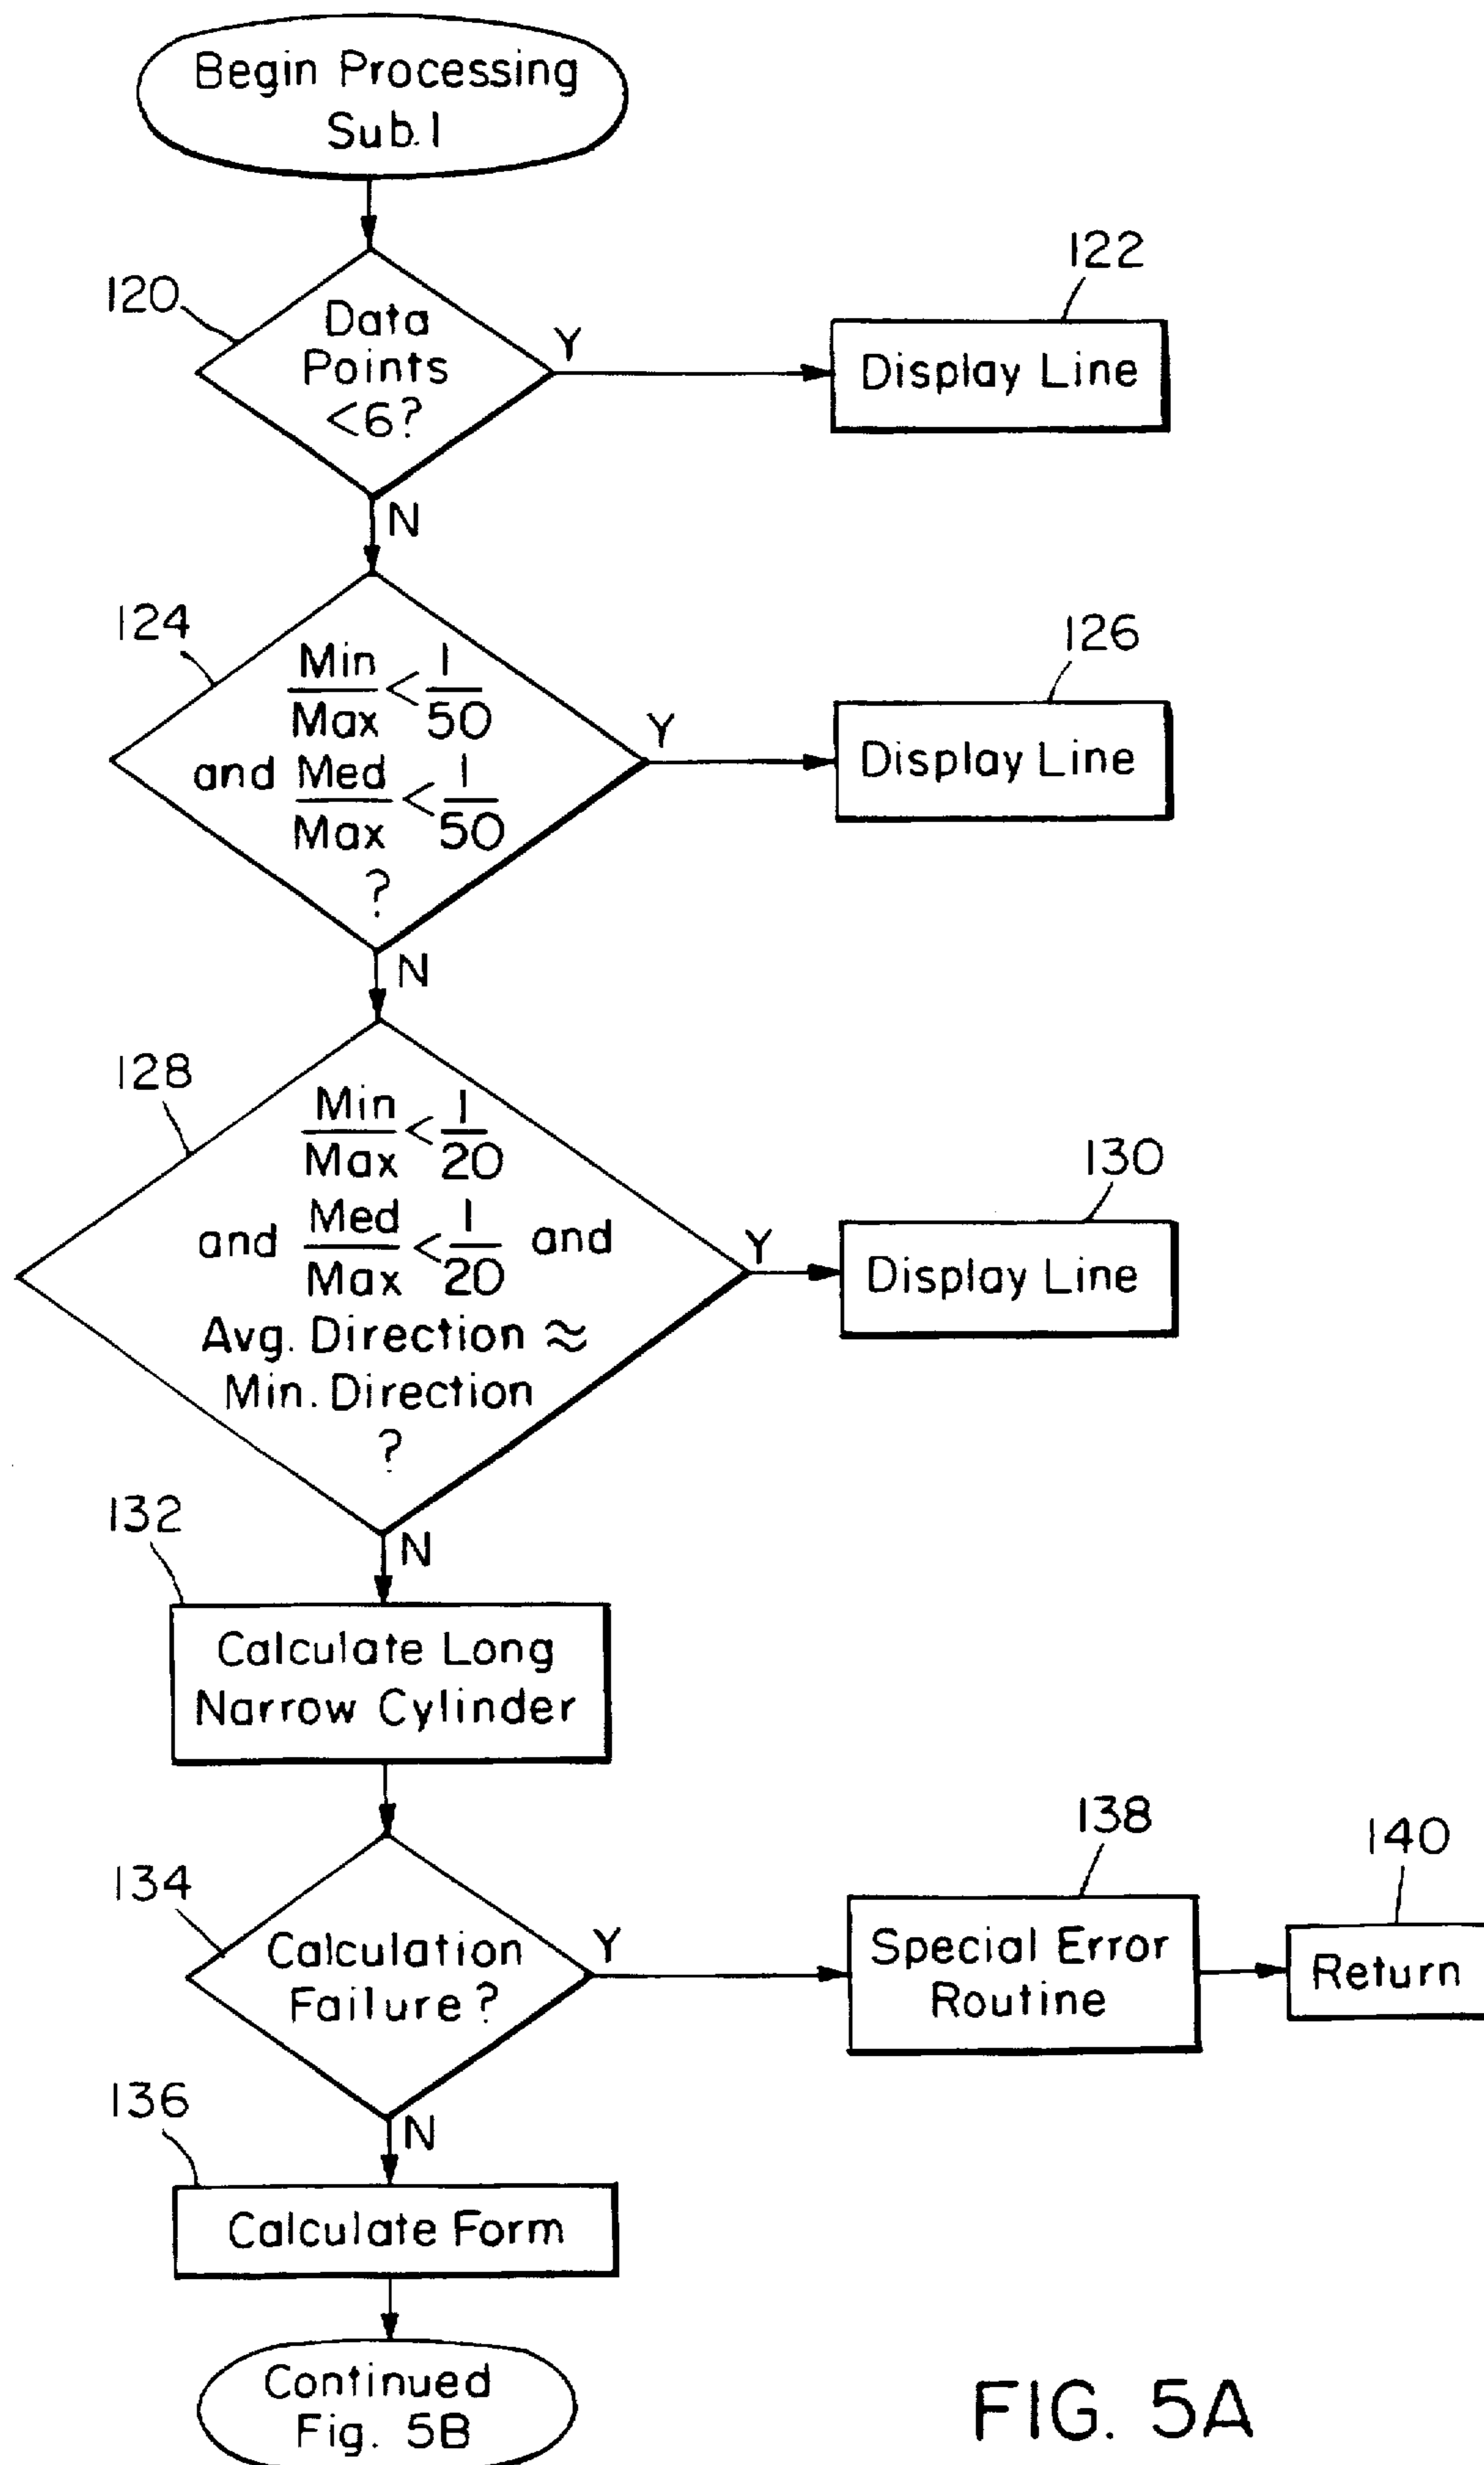 Begin Processing
Sub.1
120
Data
Points
<6?
Y
122
Display Line
N
124
Min/Max < 1/50
and Med/Max < 1/50
?
Y
126
Display Line
N
128
Min/Max < 1/20
and Med/Max < 1/20 and
Avg. Direction ≈
Min. Direction
?
Y
130
Display Line
N
132
Calculate Long
Narrow Cylinder
134
Calculation
Failure?
Y
138
Special Error
Routine
140
Return
N
136
Calculate Form
Continued
Fig. 5B
FIG. 5A